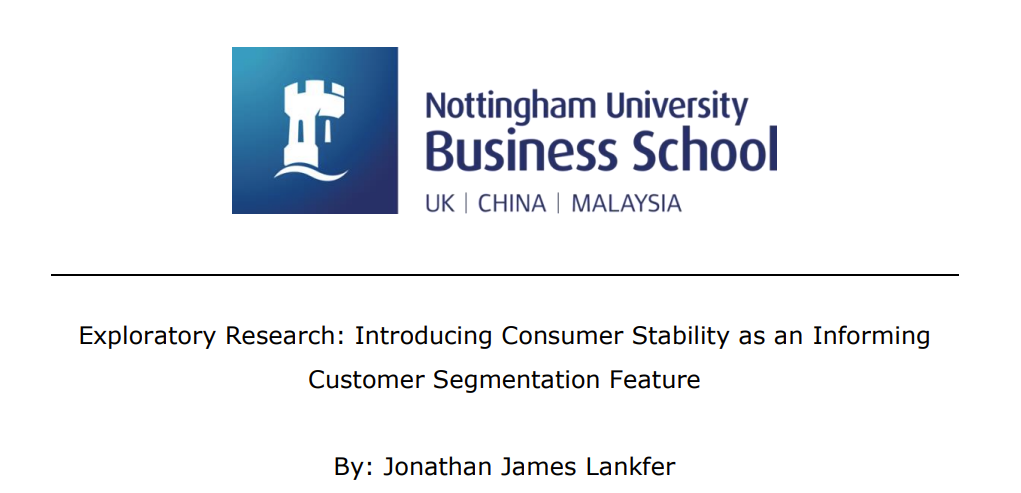 Nottingham University
Business School
UK | CHINA | MALAYSIA
Exploratory Research: Introducing Consumer Stability as an Informing
Customer Segmentation Feature
By: Jonathan James Lankfer